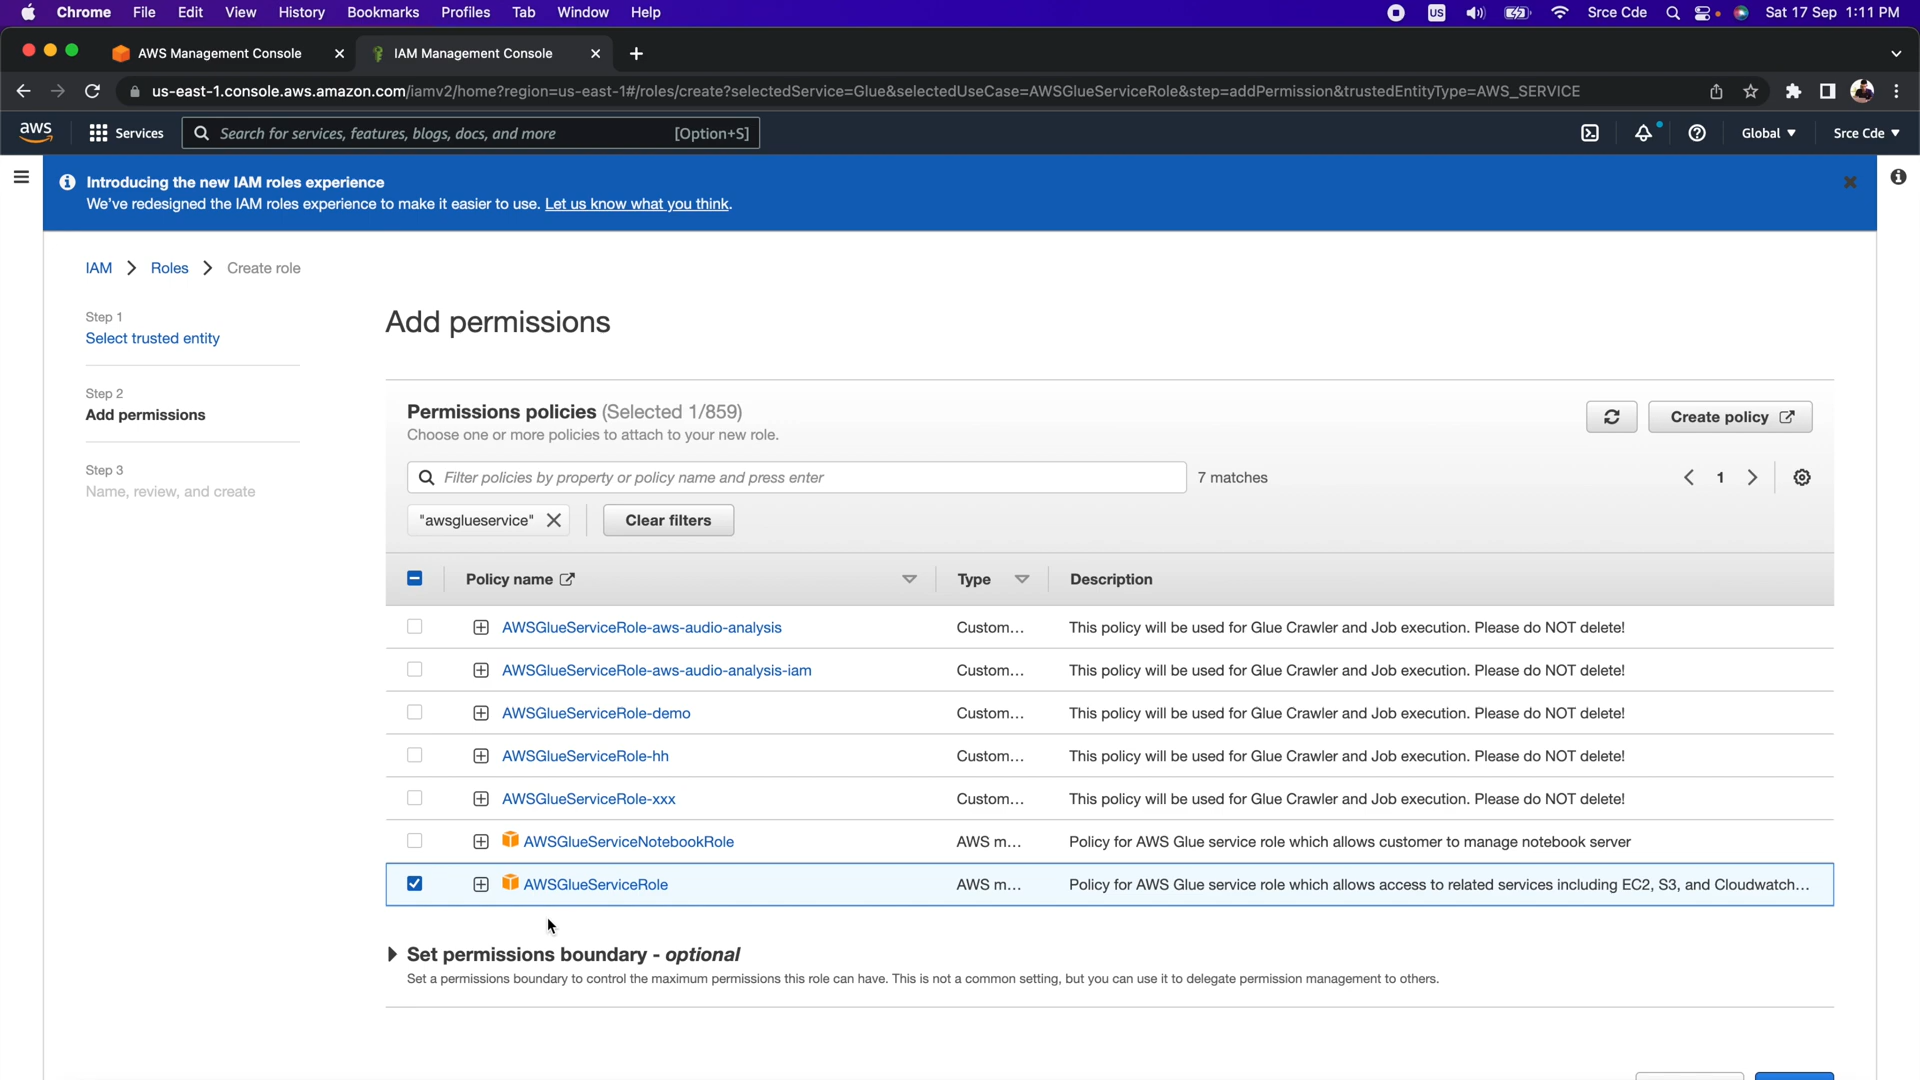 Chrome File Edit View History Bookmarks Profiles Tab Window Help US Srce Cde Sat 17 Sep 1:11 PM
AWS Management Console IAM Management Console
us-east-1.console.aws.amazon.com/iamv2/home?region=us-east-1#/roles/create?selectedService=Glue&selectedUseCase=AWSGlueServiceRole&step=addPermission&trustedEntityType=AWS_SERVICE
aws Services Search for services, features, blogs, docs, and more [Option+S] Global Srce Cde
Introducing the new IAM roles experience
We've redesigned the IAM roles experience to make it easier to use. Let us know what you think.
IAM Roles Create role
Step 1
Select trusted entity
Step 2
Add permissions
Step 3
Name, review, and create
Add permissions
Permissions policies (Selected 1/859)
Choose one or more policies to attach to your new role.
Create policy
Filter policies by property or policy name and press enter 7 matches 1
"awsglueservice" Clear filters
Policy name Type Description
AWSGlueServiceRole-aws-audio-analysis Custom... This policy will be used for Glue Crawler and Job execution. Please do NOT delete!
AWSGlueServiceRole-aws-audio-analysis-iam Custom... This policy will be used for Glue Crawler and Job execution. Please do NOT delete!
AWSGlueServiceRole-demo Custom... This policy will be used for Glue Crawler and Job execution. Please do NOT delete!
AWSGlueServiceRole-hh Custom... This policy will be used for Glue Crawler and Job execution. Please do NOT delete!
AWSGlueServiceRole-xxx Custom... This policy will be used for Glue Crawler and Job execution. Please do NOT delete!
AWSGlueServiceNotebookRole AWS m... Policy for AWS Glue service role which allows customer to manage notebook server
AWSGlueServiceRole AWS m... Policy for AWS Glue service role which allows access to related services including EC2, S3, and Cloudwatch...
Set permissions boundary - optional
Set a permissions boundary to control the maximum permissions this role can have. This is not a common setting, but you can use it to delegate permission management to others.